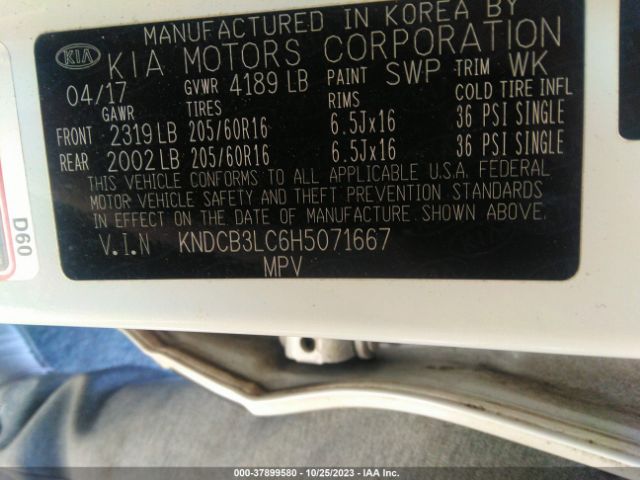 MANUFACTURED IN KOREA BY
KIA KIA MOTORS CORPORATION
04/17 GVWR 4189 LB PAINT SWP TRIM WK
GAWR TIRES RIMS COLD TIRE INFL
FRONT 2319 LB 205/60R16 6.5Jx16 36 PSI SINGLE
REAR 2002 LB 205/60R16 6.5Jx16 36 PSI SINGLE
THIS VEHICLE CONFORMS TO ALL APPLICABLE U.S.A. FEDERAL
MOTOR VEHICLE SAFETY AND THEFT PREVENTION STANDARDS
IN EFFECT ON THE DATE OF MANUFACTURE SHOWN ABOVE.
V.I.N KNDCB3LC6H5071667
MPV
D60
000-37899580 - 10/25/2023 - IAA Inc.